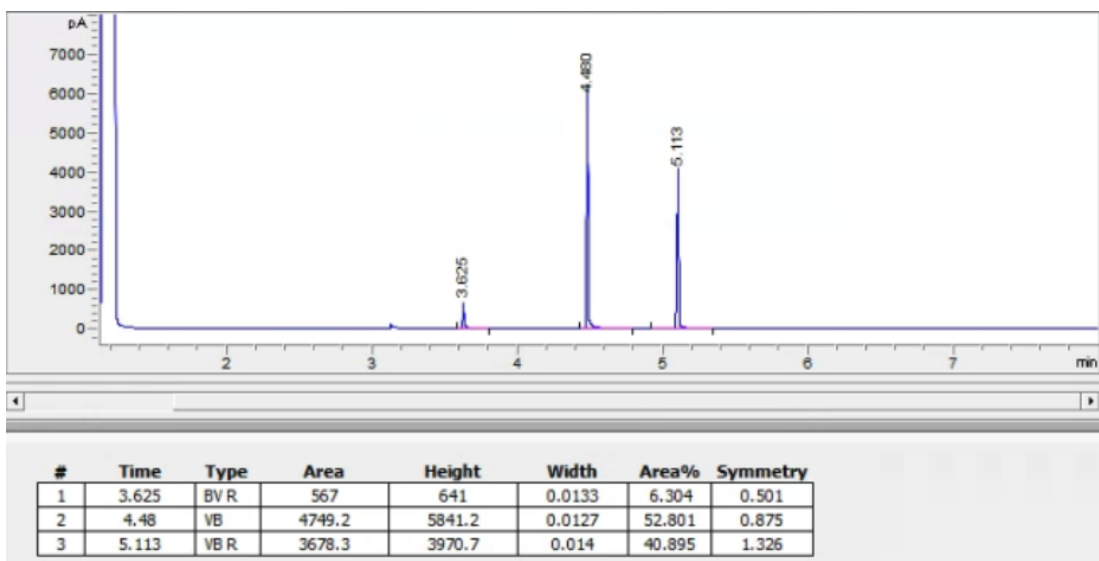 pA
7000
6000
5000
4000
3000
2000
1000
0
3.625
4.480
5.113
2 3 4 5 6 7 min
# Time Type Area Height Width Area% Symmetry
1 3.625 BV R 567 641 0.0133 6.304 0.501
2 4.48 VB 4749.2 5841.2 0.0127 52.801 0.875
3 5.113 VB R 3678.3 3970.7 0.014 40.895 1.326